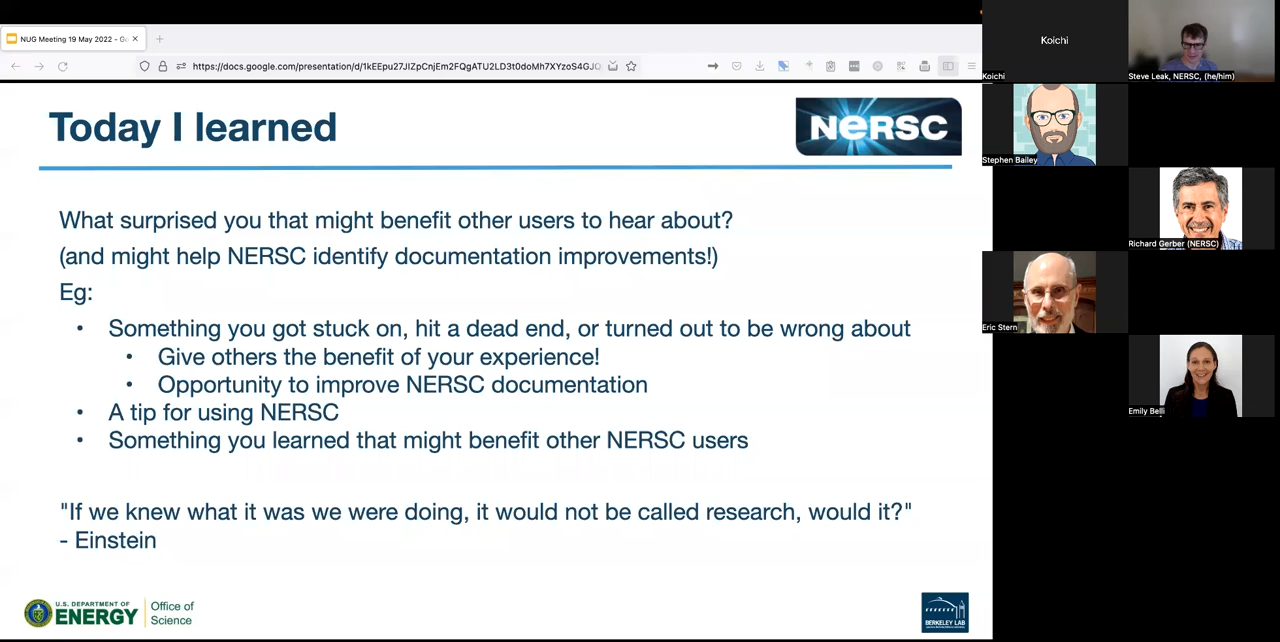 NUG Meeting 19 May 2022 - Go
https://docs.google.com/presentation/d/1kEEpu27JIZpCnjEm2FQgATU2LD3t0doMh7XYzoS4GJQ
Today I learned
NERSC
What surprised you that might benefit other users to hear about?
(and might help NERSC identify documentation improvements!)
Eg:
• Something you got stuck on, hit a dead end, or turned out to be wrong about
• Give others the benefit of your experience!
• Opportunity to improve NERSC documentation
• A tip for using NERSC
• Something you learned that might benefit other NERSC users
"If we knew what it was we were doing, it would not be called research, would it?"
- Einstein
U.S. DEPARTMENT OF
ENERGY
Office of
Science
BERKELEY LAB
Koichi
Koichi
Steve Leak, NERSC, (he/him)
Stephen Bailey
Richard Gerber (NERSC)
Eric Stern
Emily Belli